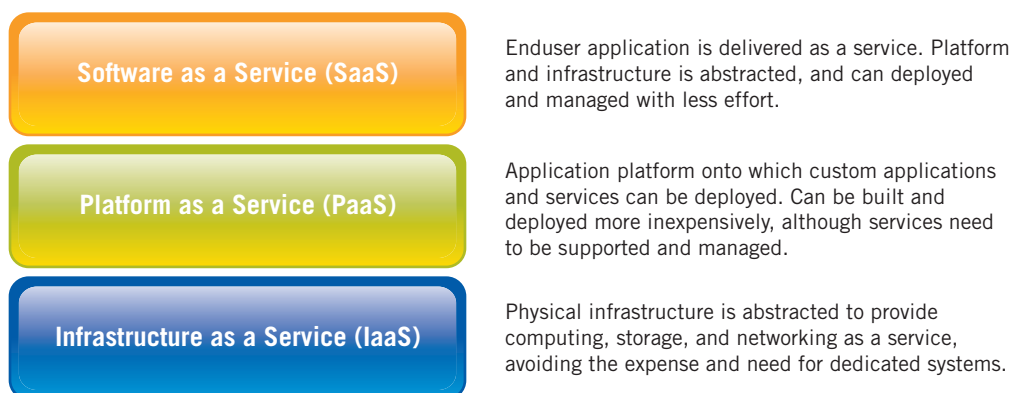 Software as a Service (SaaS)
Enduser application is delivered as a service. Platform
and infrastructure is abstracted, and can deployed
and managed with less effort.
Platform as a Service (PaaS)
Application platform onto which custom applications
and services can be deployed. Can be built and
deployed more inexpensively, although services need
to be supported and managed.
Infrastructure as a Service (IaaS)
Physical infrastructure is abstracted to provide
computing, storage, and networking as a service,
avoiding the expense and need for dedicated systems.